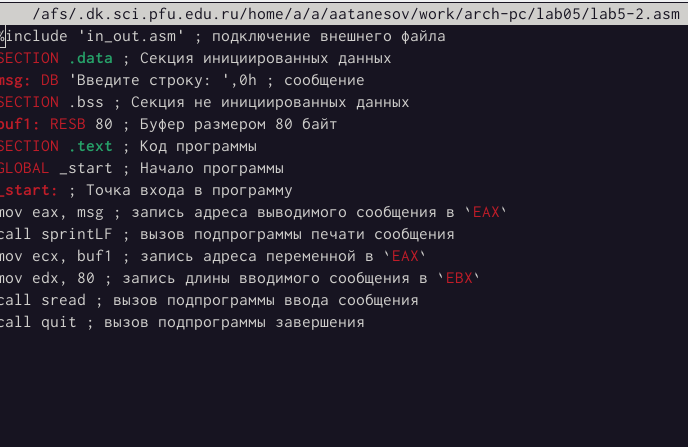 /afs/.dk.sci.pfu.edu.ru/home/a/a/aatanesov/work/arch-pc/lab05/lab5-2.asm
%include 'in_out.asm' ; подключение внешнего файла
SECTION .data ; Секция инициированных данных
msg: DB 'Введите строку: ',0h ; сообщение
SECTION .bss ; Секция не инициированных данных
buf1: RESB 80 ; Буфер размером 80 байт
SECTION .text ; Код программы
GLOBAL _start ; Начало программы
_start: ; Точка входа в программу
mov eax, msg ; запись адреса выводимого сообщения в `EAX`
call sprintLF ; вызов подпрограммы печати сообщения
mov ecx, buf1 ; запись адреса переменной в `EAX`
mov edx, 80 ; запись длины вводимого сообщения в `EBX`
call sread ; вызов подпрограммы ввода сообщения
call quit ; вызов подпрограммы завершения